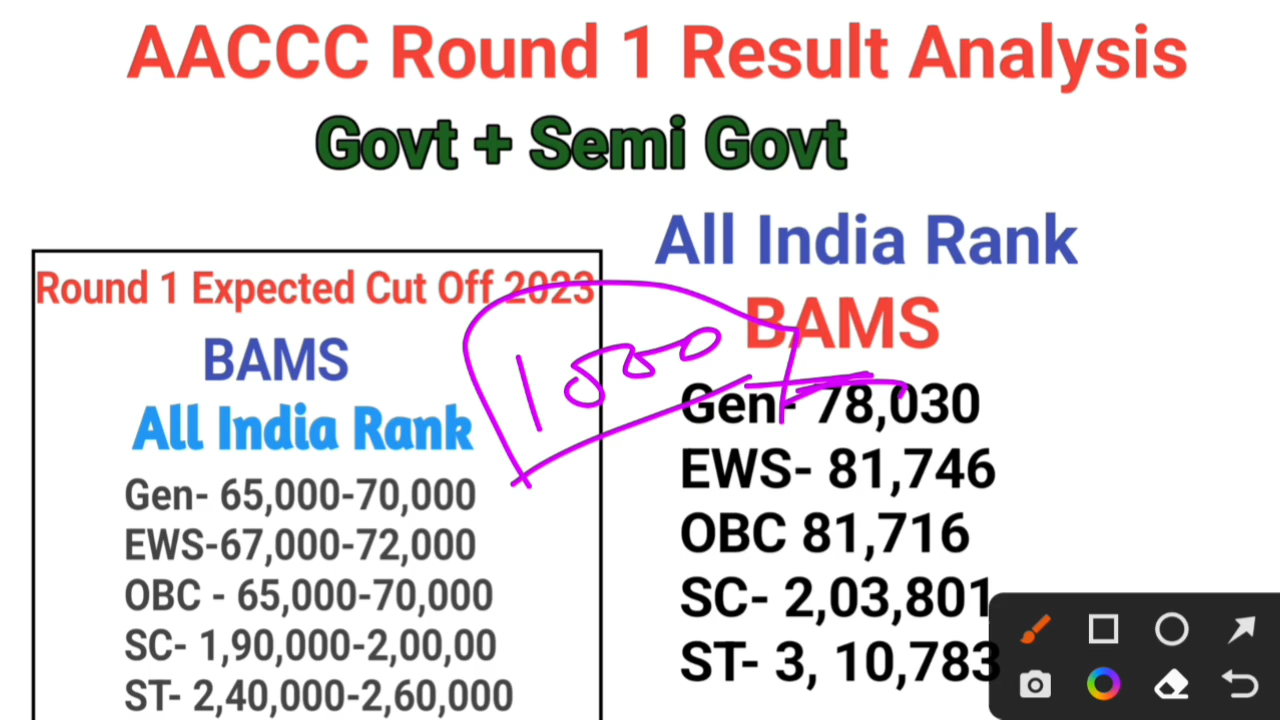 AACCC Round 1 Result Analysis
Govt + Semi Govt
Round 1 Expected Cut Off 2023
BAMS
All India Rank
Gen- 65,000-70,000
EWS-67,000-72,000
OBC - 65,000-70,000
SC- 1,90,000-2,00,00
ST- 2,40,000-2,60,000
All India Rank
BAMS
Gen- 78,030
EWS- 81,746
OBC 81,716
SC- 2,03,801
ST- 3, 10,783